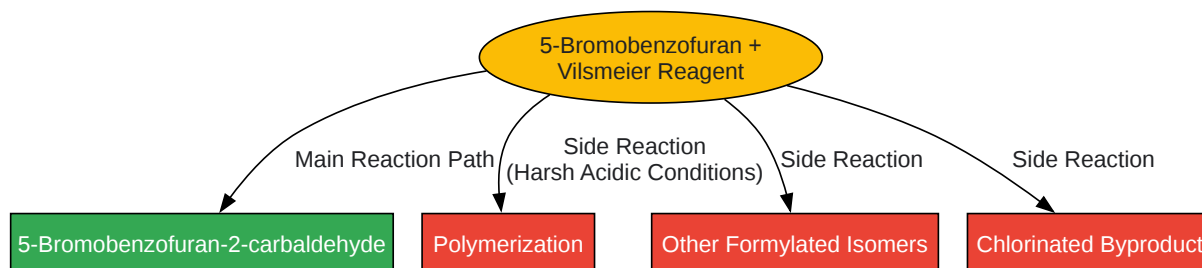 5-Bromobenzofuran +
Vilsmeier Reagent
Main Reaction Path
Side Reaction
(Harsh Acidic Conditions)
Side Reaction
Side Reaction
5-Bromobenzofuran-2-carbaldehyde
Polymerization
Other Formylated Isomers
Chlorinated Byproduct